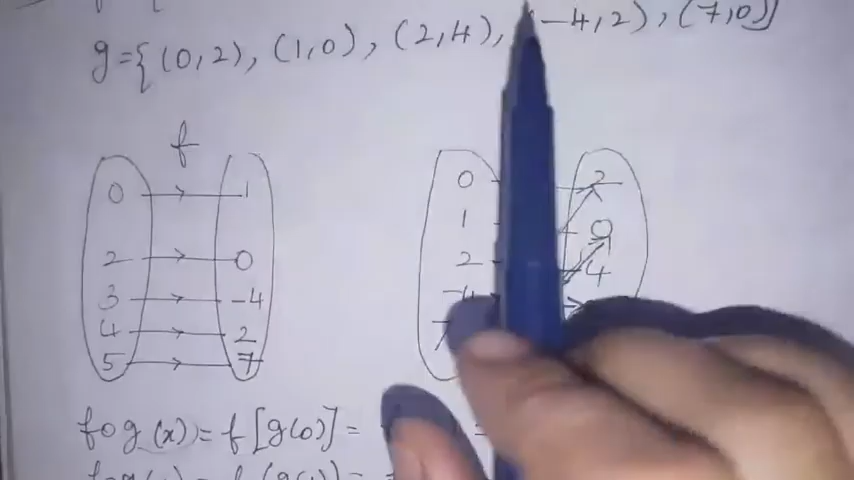 g={(0,2), (1,0), (2,4), -4,2), (7,0)}
f
0 1 0 2
1 0
2 0 2 4
3 -4 -4
4 2
5 7
fog(x)=f[g(0)]=